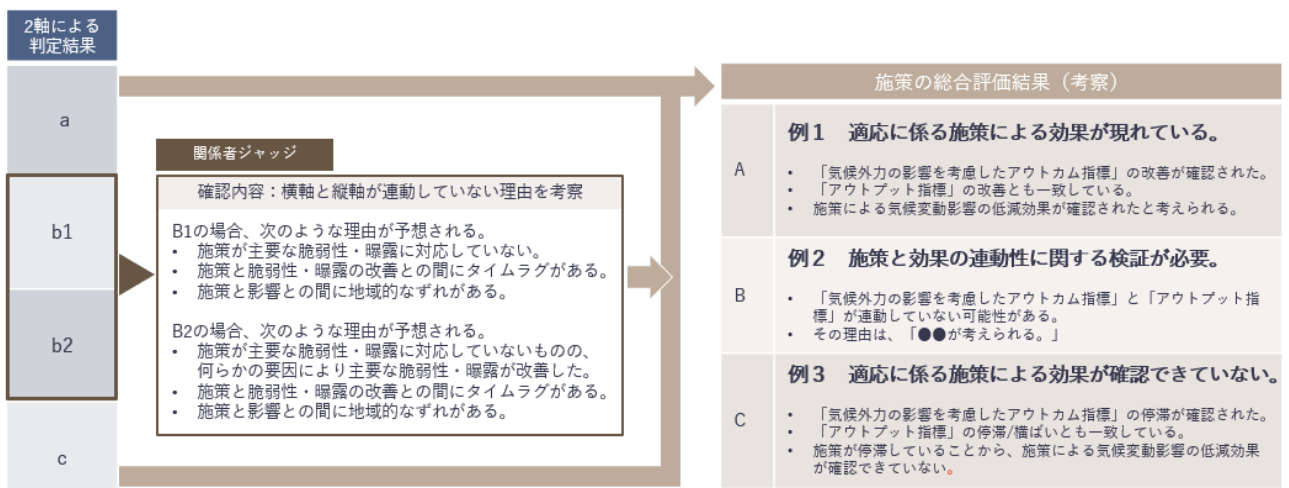 2軸による
判定結果
a
b1
b2
c
関係者ジャッジ
確認内容：横軸と縦軸が連動していない理由を考察
B1の場合、次のような理由が予想される。
• 施策が主要な脆弱性・曝露に対応していない。
• 施策と脆弱性・曝露の改善との間にタイムラグがある。
• 施策と影響との間に地域的なずれがある。
B2の場合、次のような理由が予想される。
• 施策が主要な脆弱性・曝露に対応していないものの、
何らかの要因により主要な脆弱性・曝露が改善した。
• 施策と脆弱性・曝露の改善との間にタイムラグがある。
• 施策と影響との間に地域的なずれがある。
施策の総合評価結果（考察）
A
例１　適応に係る施策による効果が現れている。
• 「気候外力の影響を考慮したアウトカム指標」の改善が確認された。
• 「アウトプット指標」の改善とも一致している。
• 施策による気候変動影響の低減効果が確認されたと考えられる。
B
例２　施策と効果の連動性に関する検証が必要。
• 「気候外力の影響を考慮したアウトカム指標」と「アウトプット指
標」が連動していない可能性がある。
• その理由は、「●●が考えられる。」
C
例３　適応に係る施策による効果が確認できていない。
• 「気候外力の影響を考慮したアウトカム指標」の停滞が確認された。
• 「アウトプット指標」の停滞/横ばいとも一致している。
• 施策が停滞していることから、施策による気候変動影響の低減効果
が確認できていない。